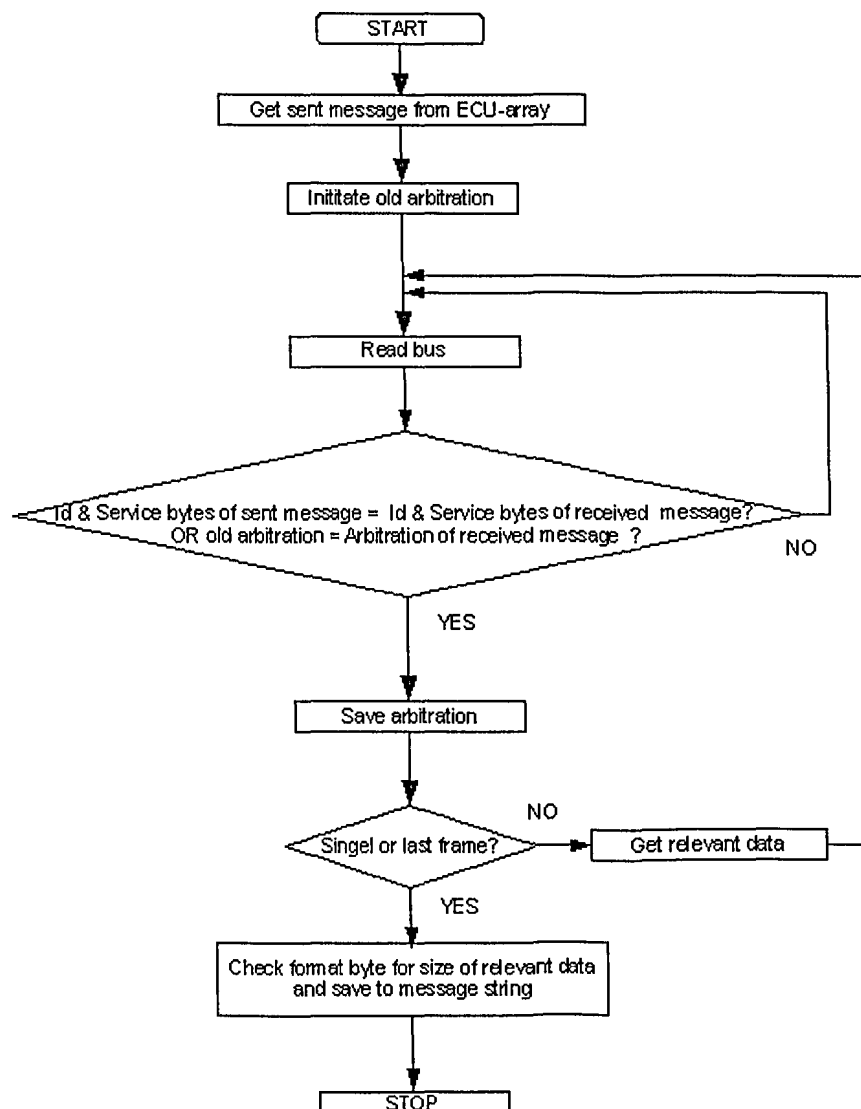 START
Get sent message from ECU-array
Inititate old arbitration
Read bus
Id & Service bytes of sent message = Id & Service bytes of received message?
OR old arbitration = Arbitration of received message ?
NO
YES
Save arbitration
NO
Singel or last frame?
Get relevant data
YES
Check format byte for size of relevant data
and save to message string
STOP